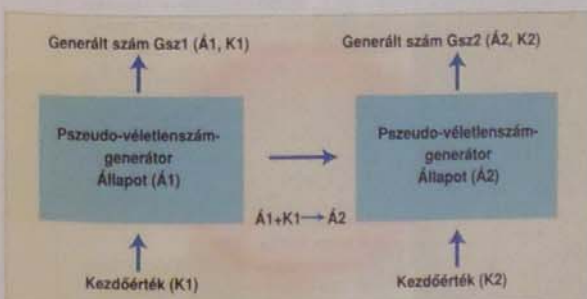 Generált szám Gsz1 (Á1, K1)
Generált szám Gsz2 (Á2, K2)
Pszeudo-véletlenszám-
generátor
Állapot (Á1)
Pszeudo-véletlenszám-
generátor
Állapot (Á2)
Á1+K1→Á2
Kezdőérték (K1)
Kezdőérték (K2)